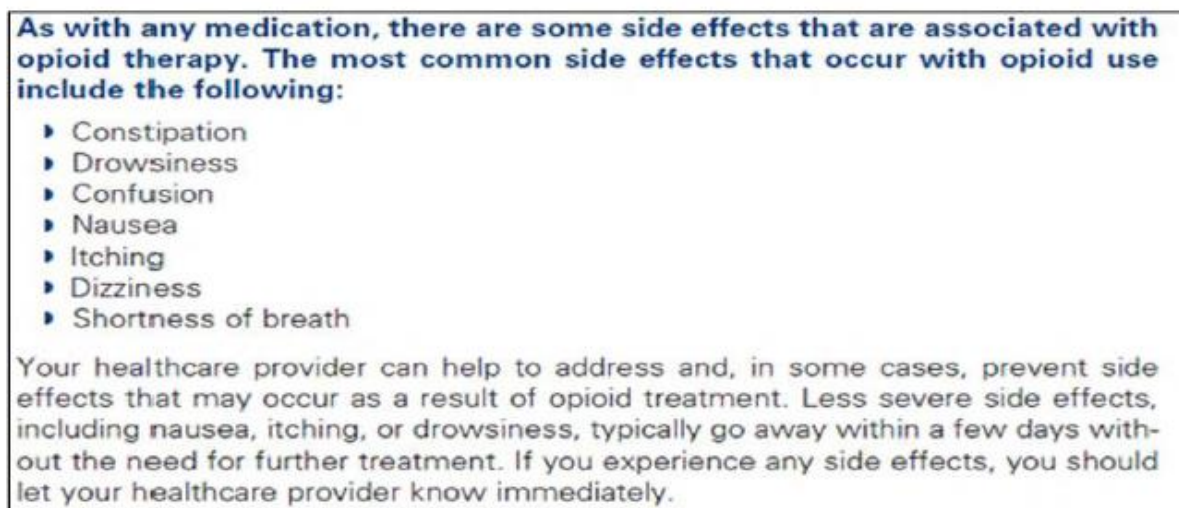 As with any medication, there are some side effects that are associated with
opioid therapy. The most common side effects that occur with opioid use
include the following:
Constipation
Drowsiness
Confusion
Nausea
Itching
Dizziness
Shortness of breath
Your healthcare provider can help to address and, in some cases, prevent side
effects that may occur as a result of opioid treatment. Less severe side effects,
including nausea, itching, or drowsiness, typically go away within a few days with-
out the need for further treatment. If you experience any side effects, you should
let your healthcare provider know immediately.